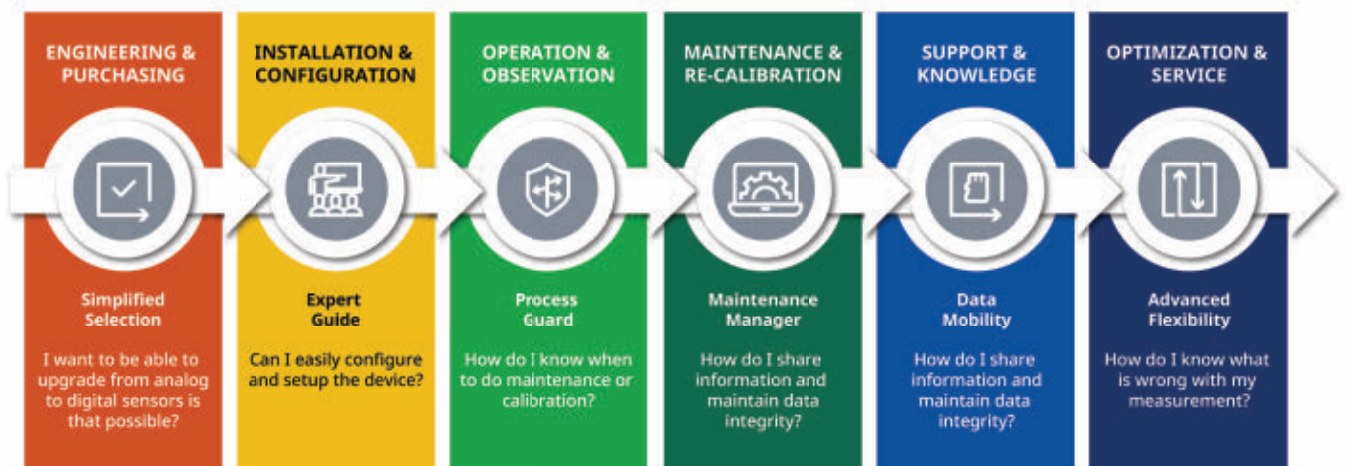 ENGINEERING &
PURCHASING
Simplified
Selection
I want to be able to
upgrade from analog
to digital sensors is
that possible?
INSTALLATION &
CONFIGURATION
Expert
Guide
Can I easily configure
and setup the device?
OPERATION &
OBSERVATION
Process
Guard
How do I know when
to do maintenance or
calibration?
MAINTENANCE &
RE-CALIBRATION
Maintenance
Manager
How do I share
information and
maintain data
integrity?
SUPPORT &
KNOWLEDGE
Data
Mobility
How do I share
information and
maintain data
integrity?
OPTIMIZATION &
SERVICE
Advanced
Flexibility
How do I know what
is wrong with my
measurement?